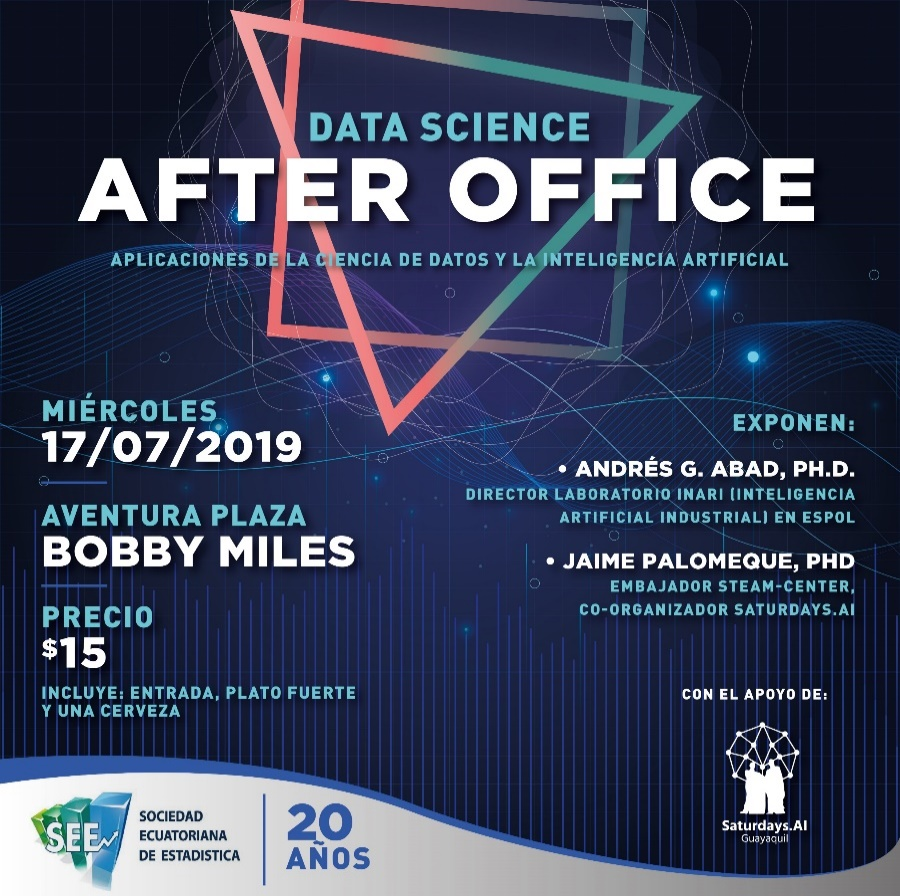 DATA SCIENCE
AFTER OFFICE
APLICACIONES DE LA CIENCIA DE DATOS Y LA INTELIGENCIA ARTIFICIAL
MIÉRCOLES
17/07/2019
AVENTURA PLAZA
BOBBY MILES
PRECIO
$15
INCLUYE: ENTRADA, PLATO FUERTE
Y UNA CERVEZA
EXPONEN:
• ANDRÉS G. ABAD, PH.D.
DIRECTOR LABORATORIO INARI (INTELIGENCIA
ARTIFICIAL INDUSTRIAL) EN ESPOL
• JAIME PALOMEQUE, PHD
EMBAJADOR STEAM-CENTER,
CO-ORGANIZADOR SATURDAYS.AI
CON EL APOYO DE:
Saturdays.AI
Guayaquil
SEE
SOCIEDAD
ECUATORIANA
DE ESTADISTICA
20
AÑOS